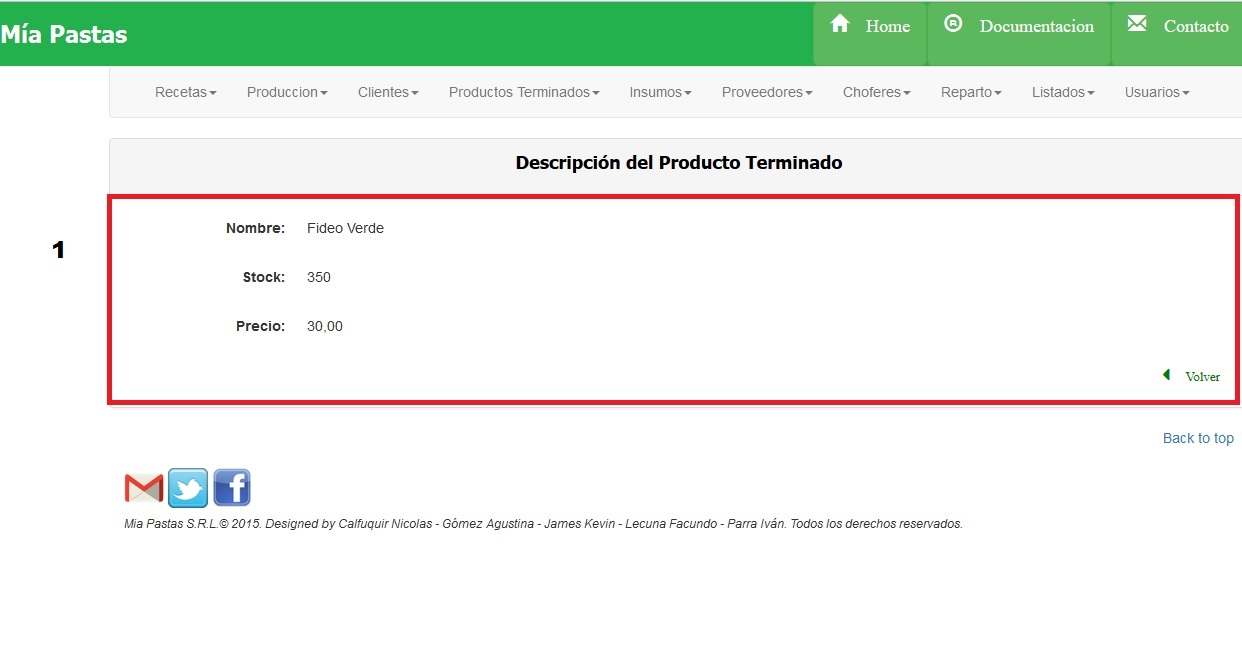 Mía Pastas
Home Documentacion Contacto
Recetas Produccion Clientes Productos Terminados Insumos Proveedores Choferes Reparto Listados Usuarios
Descripción del Producto Terminado
1
Nombre: Fideo Verde
Stock: 350
Precio: 30,00
Volver
Back to top
Mia Pastas S.R.L.© 2015. Designed by Calfuquir Nicolas - Gómez Agustina - James Kevin - Lecuna Facundo - Parra Iván. Todos los derechos reservados.